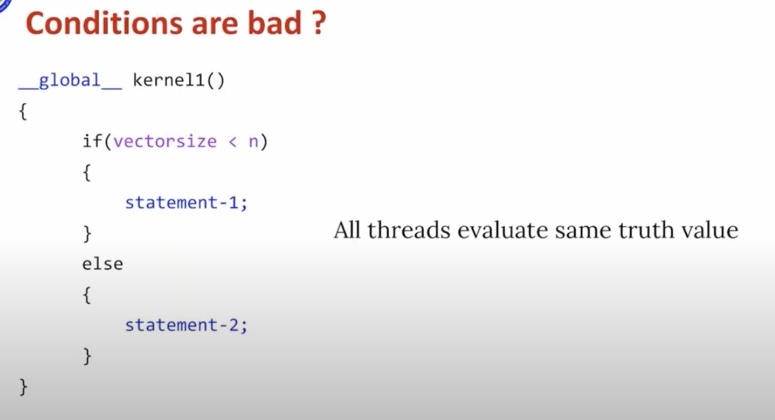 Conditions are bad ?
__global__ kernel1()
{
if(vectorsize < n)
{
statement-1;
}
All threads evaluate same truth value
else
{
statement-2;
}
}